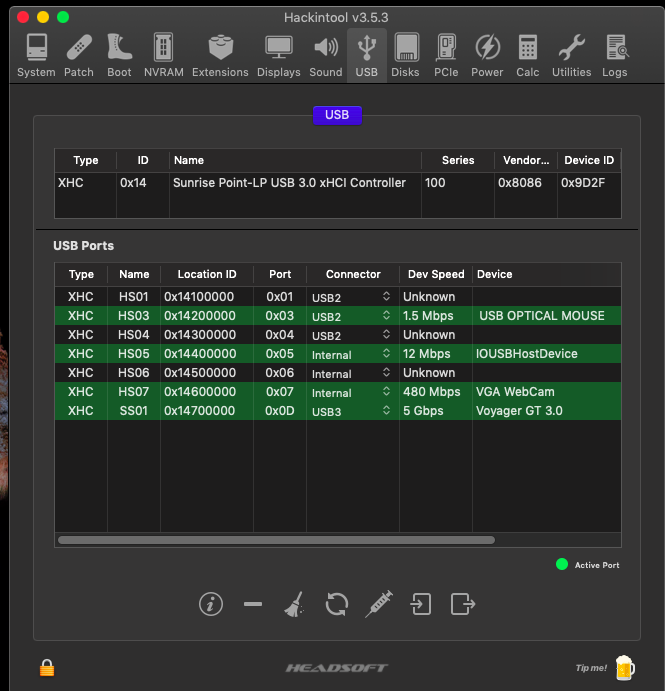 Hackintool v3.5.3
System Patch Boot NVRAM Extensions Displays Sound USB Disks PCIe Power Calc Utilities Logs
USB
Type ID Name Series Vendor... Device ID
XHC 0x14 Sunrise Point-LP USB 3.0 xHCI Controller 100 0x8086 0x9D2F
USB Ports
Type Name Location ID Port Connector Dev Speed Device
XHC HS01 0x14100000 0x01 USB2 Unknown
XHC HS03 0x14200000 0x03 USB2 1.5 Mbps USB OPTICAL MOUSE
XHC HS04 0x14300000 0x04 USB2 Unknown
XHC HS05 0x14400000 0x05 Internal 12 Mbps IOUSBHostDevice
XHC HS06 0x14500000 0x06 Internal Unknown
XHC HS07 0x14600000 0x07 Internal 480 Mbps VGA WebCam
XHC SS01 0x14700000 0x0D USB3 5 Gbps Voyager GT 3.0
Active Port
HEADSOFT
Tip me!